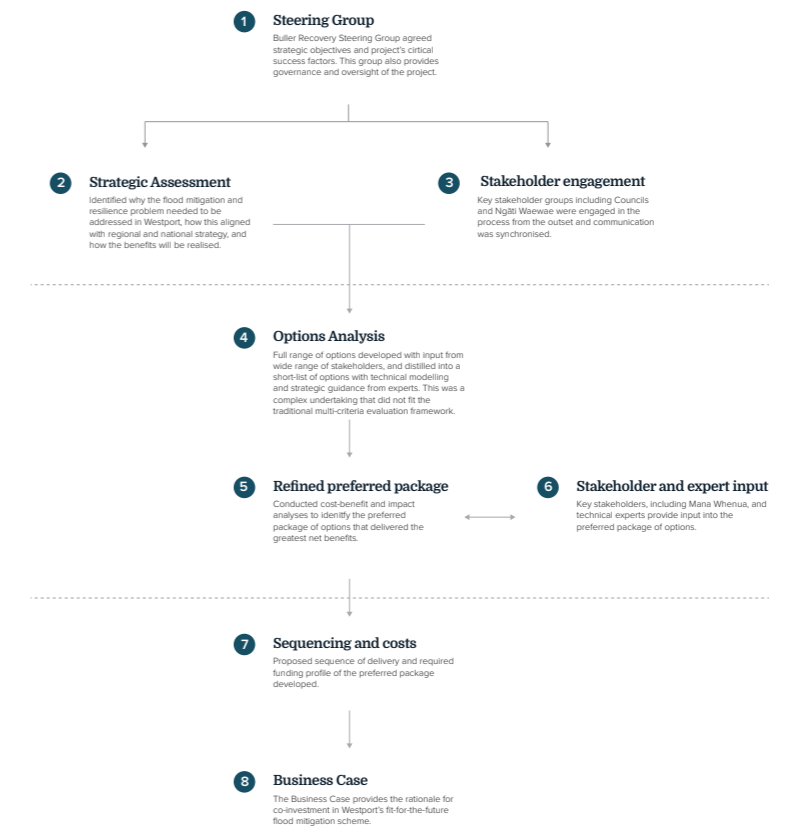 1
Steering Group
Buller Recovery Steering Group agreed
strategic objectives and project's cirtical
success factors. This group also provides
governance and oversight of the project.
2
Strategic Assessment
Identified why the flood mitigation and
resilience problem needed to be
addressed in Westport, how this aligned
with regional and national strategy, and
how the benefits will be realised.
3
Stakeholder engagement
Key stakeholder groups including Councils
and Ngāti Waewae were engaged in the
process from the outset and communication
was synchronised.
4
Options Analysis
Full range of options developed with input from
wide range of stakeholders, and distilled into a
short-list of options with technical modelling
and strategic guidance from experts. This was a
complex undertaking that did not fit the
traditional multi-criteria evaluation framework.
5
Refined preferred package
Conducted cost-benefit and impact
analyses to idenitfy the preferred
package of options that delivered the
greatest net benefits.
6
Stakeholder and expert input
Key stakeholders, including Mana Whenua, and
technical experts provide input into the
preferred package of options.
7
Sequencing and costs
Proposed sequence of delivery and required
funding profile of the preferred package
developed.
8
Business Case
The Business Case provides the rationale for
co-investment in Westport's fit-for-the-future
flood mitigation scheme.